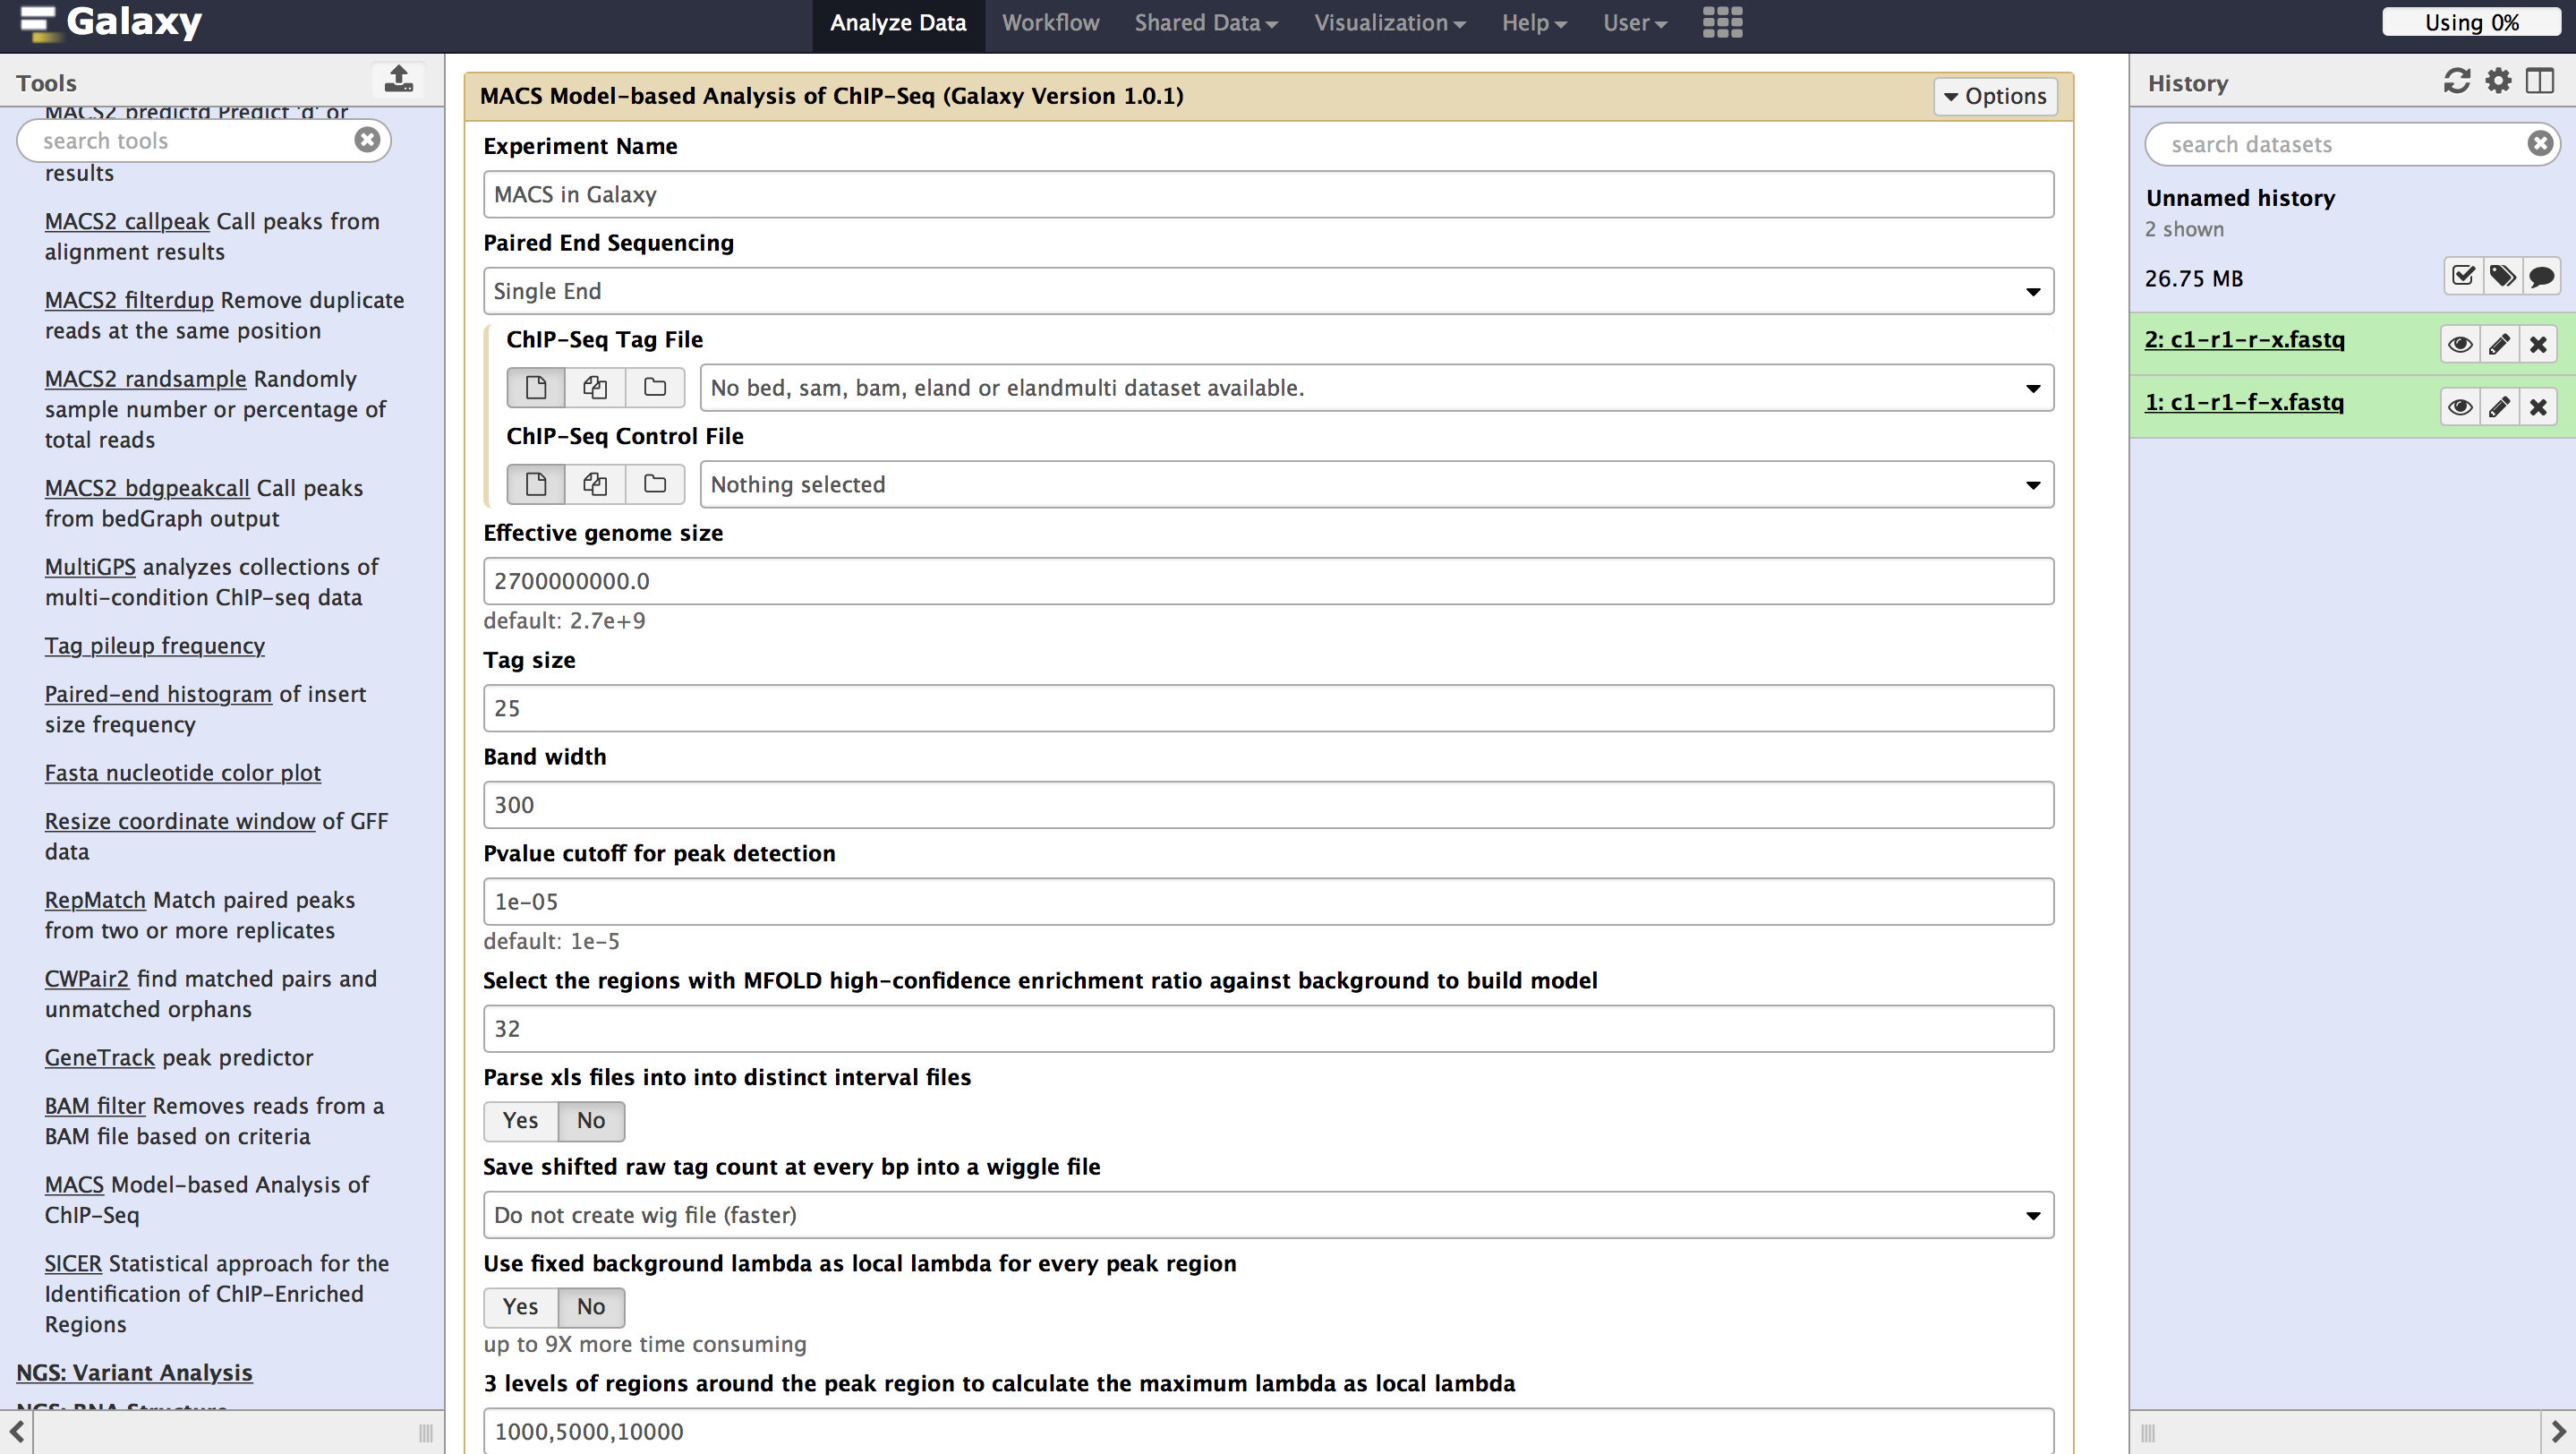 Galaxy
Analyze Data
Workflow
Shared Data
Visualization
Help
User
Using 0%
Tools
MACS2 predictd Predict 'd' or
search tools
results
MACS2 callpeak Call peaks from
alignment results
MACS2 filterdup Remove duplicate
reads at the same position
MACS2 randsample Randomly
sample number or percentage of
total reads
MACS2 bdgpeakcall Call peaks
from bedGraph output
MultiGPS analyzes collections of
multi-condition ChIP-seq data
Tag pileup frequency
Paired-end histogram of insert
size frequency
Fasta nucleotide color plot
Resize coordinate window of GFF
data
RepMatch Match paired peaks
from two or more replicates
CWPair2 find matched pairs and
unmatched orphans
GeneTrack peak predictor
BAM filter Removes reads from a
BAM file based on criteria
MACS Model-based Analysis of
ChIP-Seq
SICER Statistical approach for the
Identification of ChIP-Enriched
Regions
NGS: Variant Analysis
NGS: RNA Structure
MACS Model-based Analysis of ChIP-Seq (Galaxy Version 1.0.1)
Options
Experiment Name
MACS in Galaxy
Paired End Sequencing
Single End
ChIP-Seq Tag File
No bed, sam, bam, eland or elandmulti dataset available.
ChIP-Seq Control File
Nothing selected
Effective genome size
2700000000.0
default: 2.7e+9
Tag size
25
Band width
300
Pvalue cutoff for peak detection
1e-05
default: 1e-5
Select the regions with MFOLD high-confidence enrichment ratio against background to build model
32
Parse xls files into into distinct interval files
Yes No
Save shifted raw tag count at every bp into a wiggle file
Do not create wig file (faster)
Use fixed background lambda as local lambda for every peak region
Yes No
up to 9X more time consuming
3 levels of regions around the peak region to calculate the maximum lambda as local lambda
1000,5000,10000
History
search datasets
Unnamed history
2 shown
26.75 MB
2: c1-r1-r-x.fastq
1: c1-r1-f-x.fastq